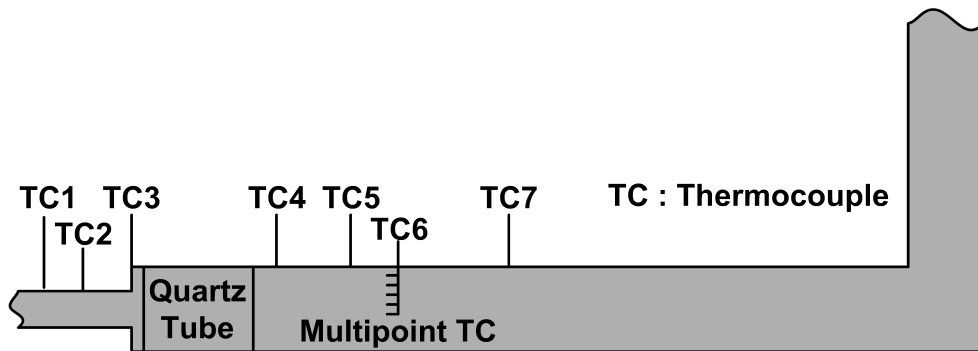 TC1
TC3
TC4
TC5
TC7
TC : Thermocouple
TC2
TC6
Quartz
Tube
Multipoint TC